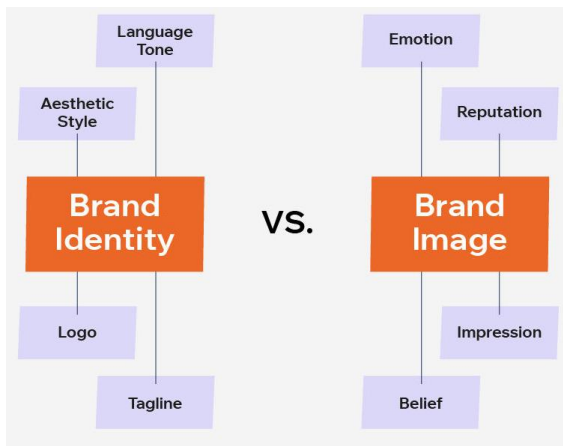 Language
Tone
Aesthetic
Style
Brand
Identity
Logo
Tagline
vs.
Emotion
Reputation
Brand
Image
Impression
Belief